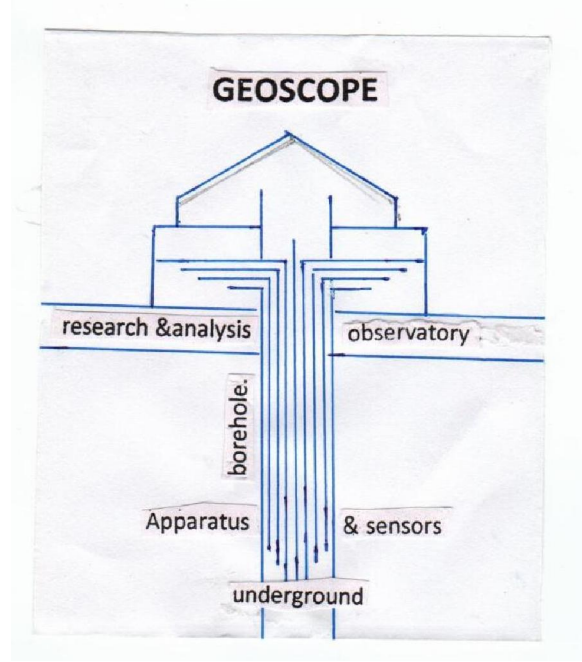 GEOSCOPE
research &analysis
observatory
borehole.
Apparatus
& sensors
underground